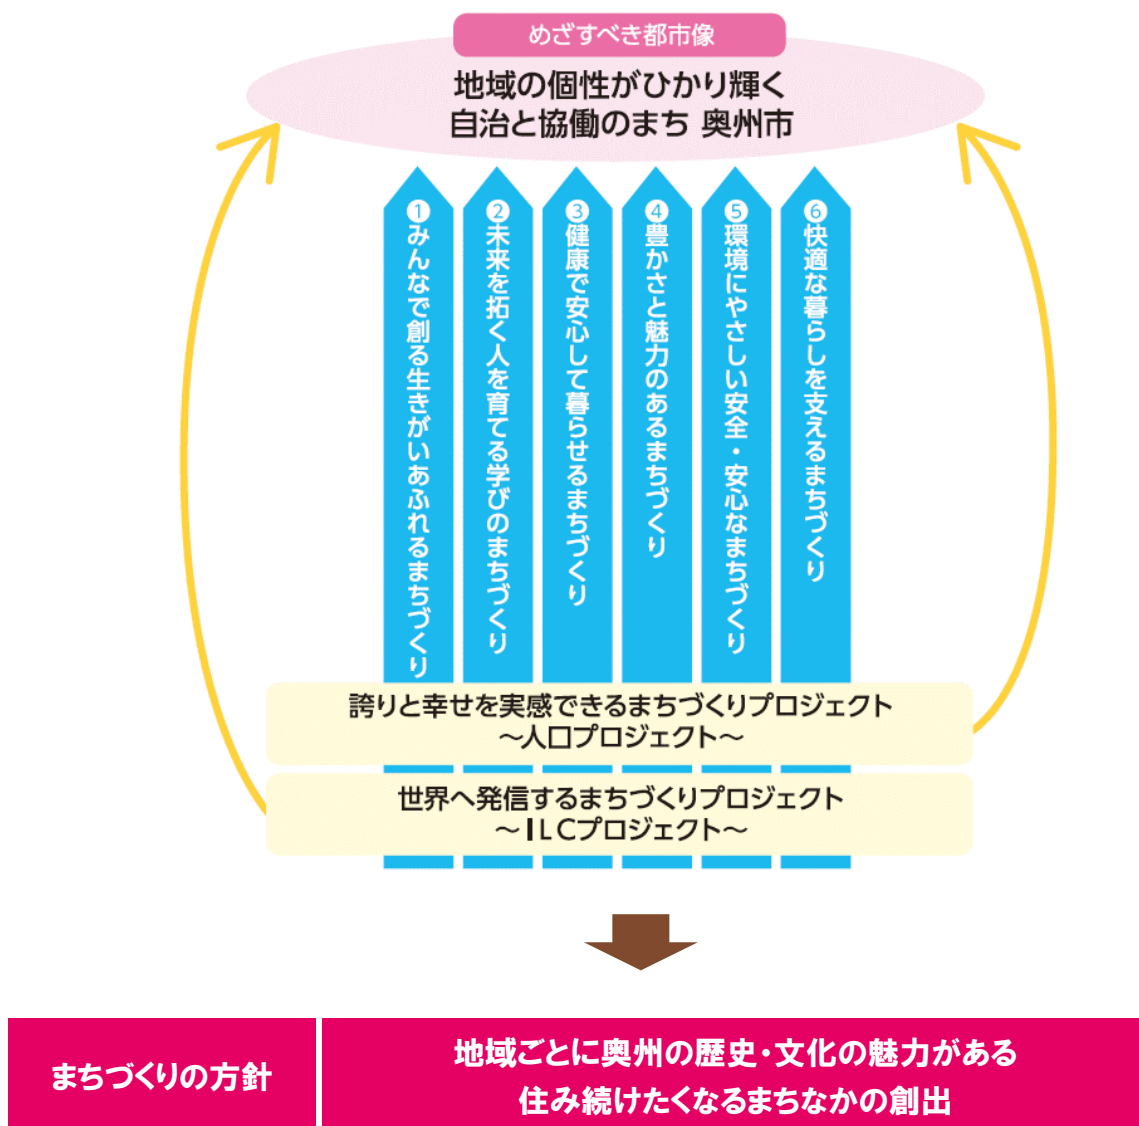 めざすべき都市像
地域の個性がひかり輝く
自治と協働のまち 奥州市
❶みんなで創る生きがいあふれるまちづくり
❷未来を拓く人を育てる学びのまちづくり
❸健康で安心して暮らせるまちづくり
❹豊かさと魅力のあるまちづくり
❺環境にやさしい安全・安心なまちづくり
❻快適な暮らしを支えるまちづくり
誇りと幸せを実感できるまちづくりプロジェクト
～人口プロジェクト～
世界へ発信するまちづくりプロジェクト
～ILCプロジェクト～
まちづくりの方針
地域ごとに奥州の歴史・文化の魅力がある
住み続けたくなるまちなかの創出